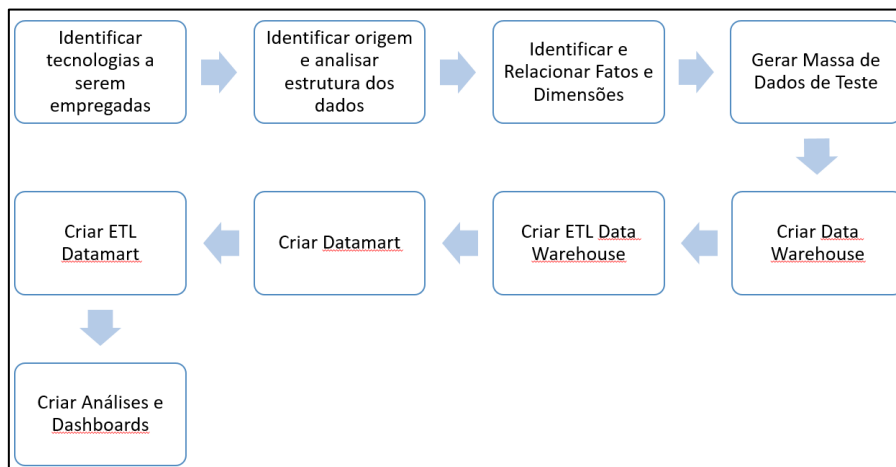 Identificar
tecnologias a
serem
empregadas
Identificar origem
e analisar
estrutura dos
dados
Identificar e
Relacionar Fatos e
Dimensões
Gerar Massa de
Dados de Teste
Criar Data
Warehouse
Criar ETL Data
Warehouse
Criar Datamart
Criar ETL
Datamart
Criar Análises e
Dashboards